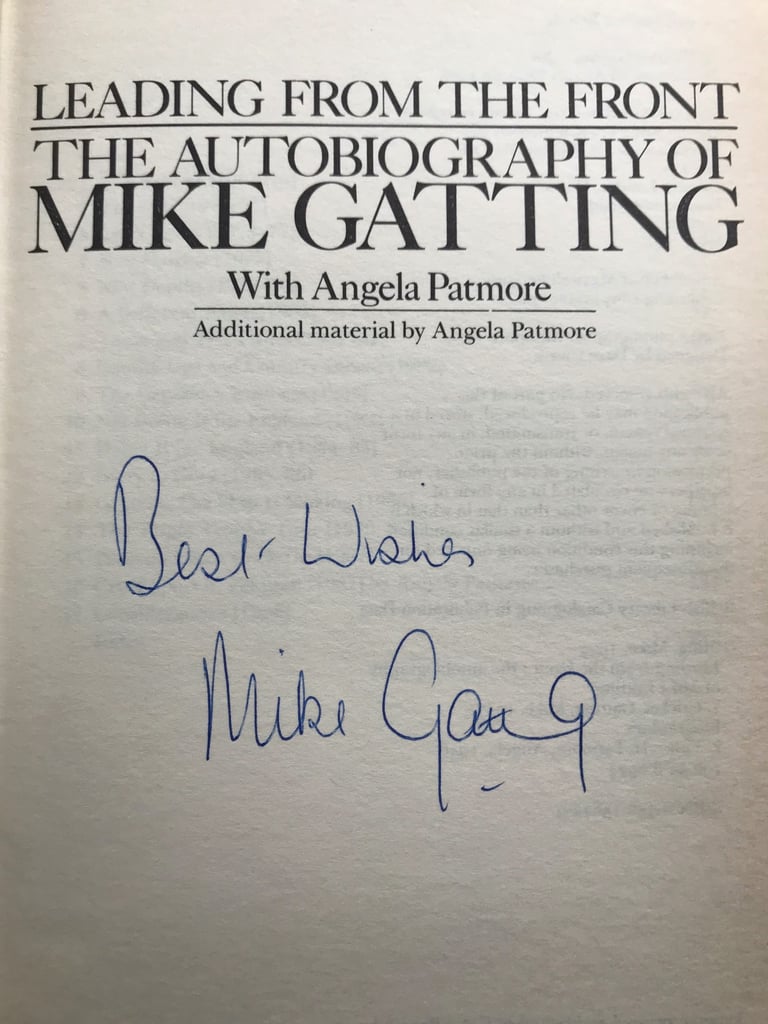 LEADING FROM THE FRONT
THE AUTOBIOGRAPHY OF
MIKE GATTING
With Angela Patmore
Additional material by Angela Patmore
Best Wishes
Mike Gatting